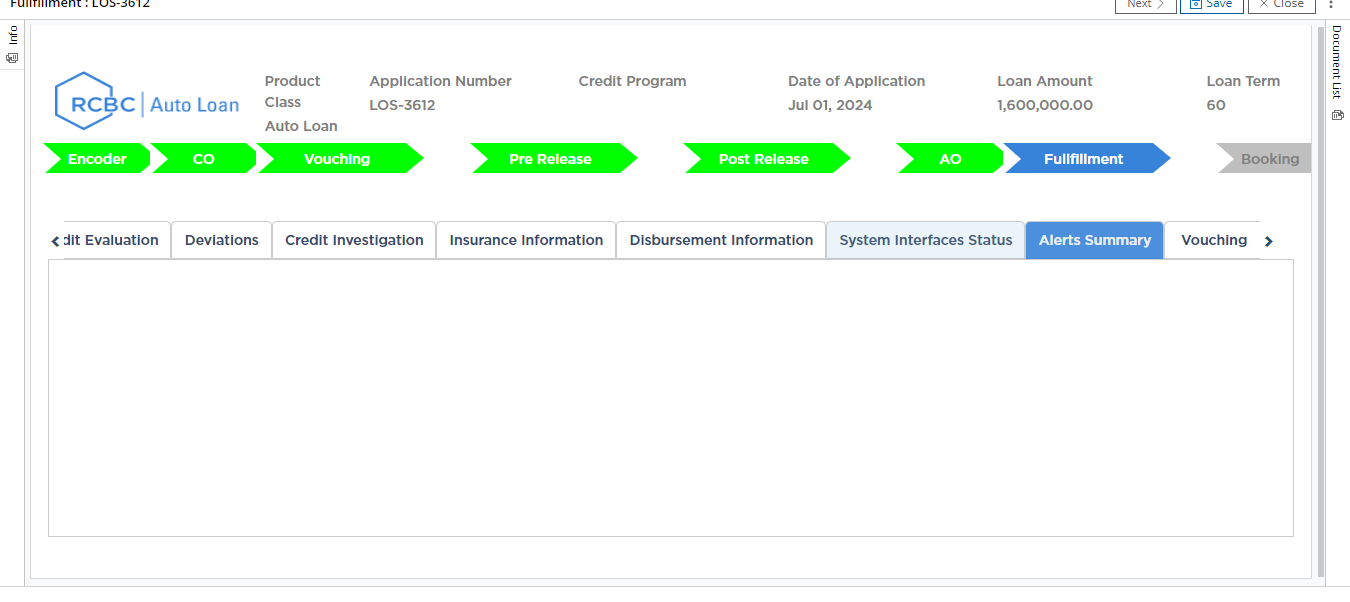 Fullfillment : LOS-3612
Next
Save
Close
Info
Document List
RCBC Auto Loan
Product Class
Auto Loan
Application Number
LOS-3612
Credit Program
Date of Application
Jul 01, 2024
Loan Amount
1,600,000.00
Loan Term
60
Encoder
CO
Vouching
Pre Release
Post Release
AO
Fullfillment
Booking
dit Evaluation
Deviations
Credit Investigation
Insurance Information
Disbursement Information
System Interfaces Status
Alerts Summary
Vouching